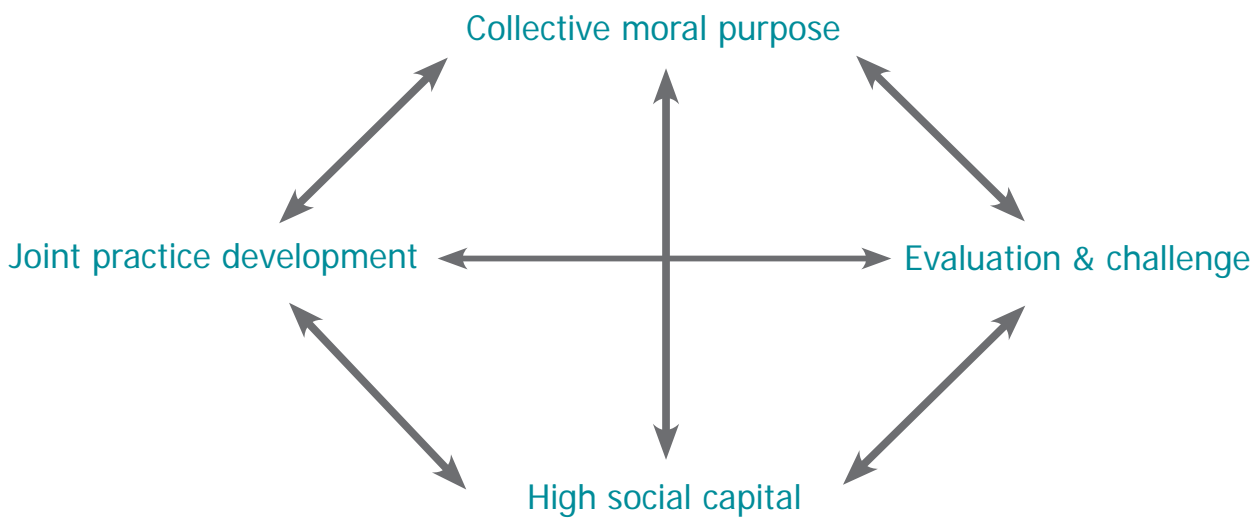 Collective moral purpose
Joint practice development
Evaluation & challenge
High social capital